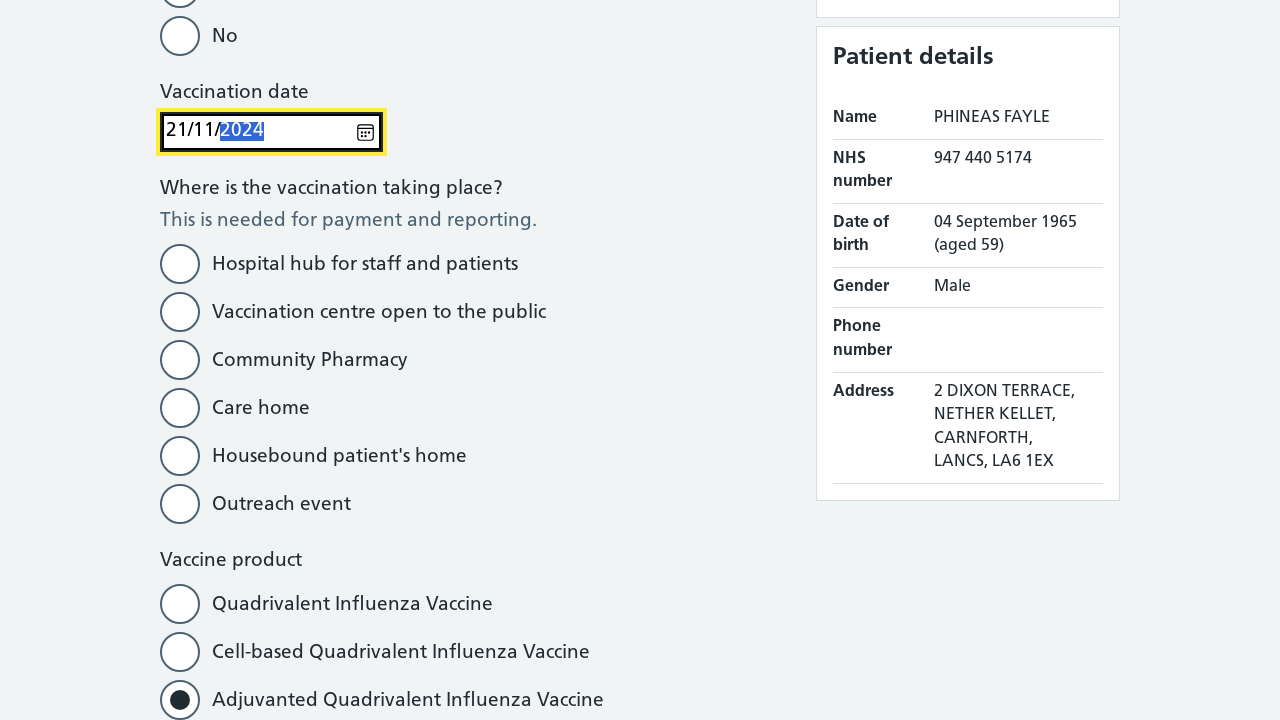 No
Vaccination date
21/11/2024
Where is the vaccination taking place?
This is needed for payment and reporting.
Hospital hub for staff and patients
Vaccination centre open to the public
Community Pharmacy
Care home
Housebound patient's home
Outreach event
Vaccine product
Quadrivalent Influenza Vaccine
Cell-based Quadrivalent Influenza Vaccine
Adjuvanted Quadrivalent Influenza Vaccine
Patient details
Name PHINEAS FAYLE
NHS number 947 440 5174
Date of birth 04 September 1965 (aged 59)
Gender Male
Phone number
Address 2 DIXON TERRACE,
NETHER KELLET,
CARNFORTH,
LANCS, LA6 1EX